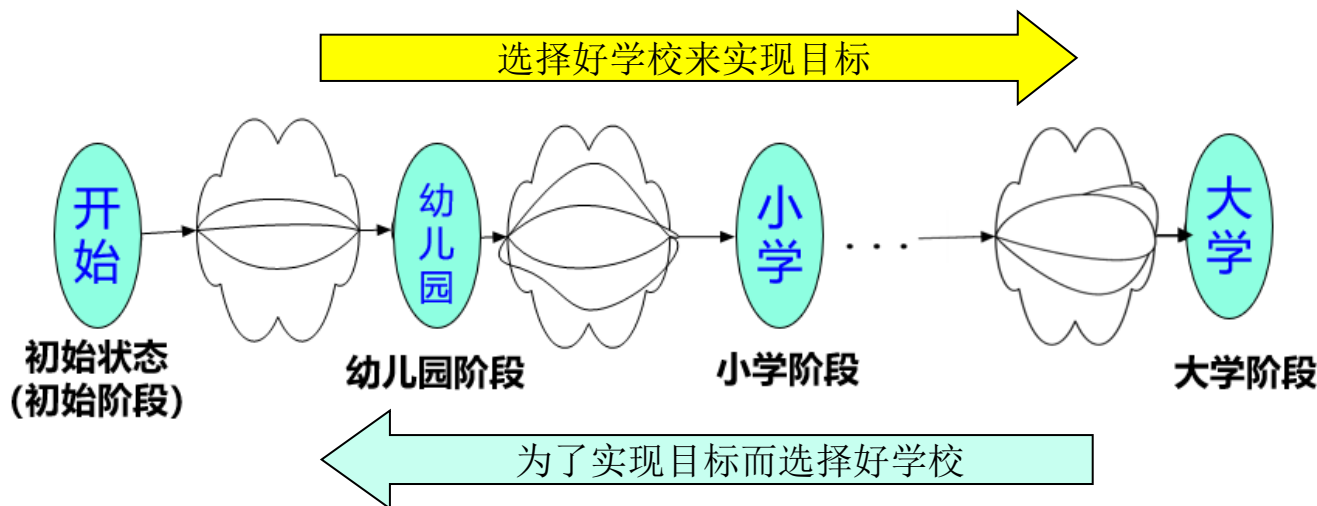 选择好学校来实现目标
开始
幼儿园
小学
...
大学
初始状态
(初始阶段)
幼儿园阶段
小学阶段
大学阶段
为了实现目标而选择好学校